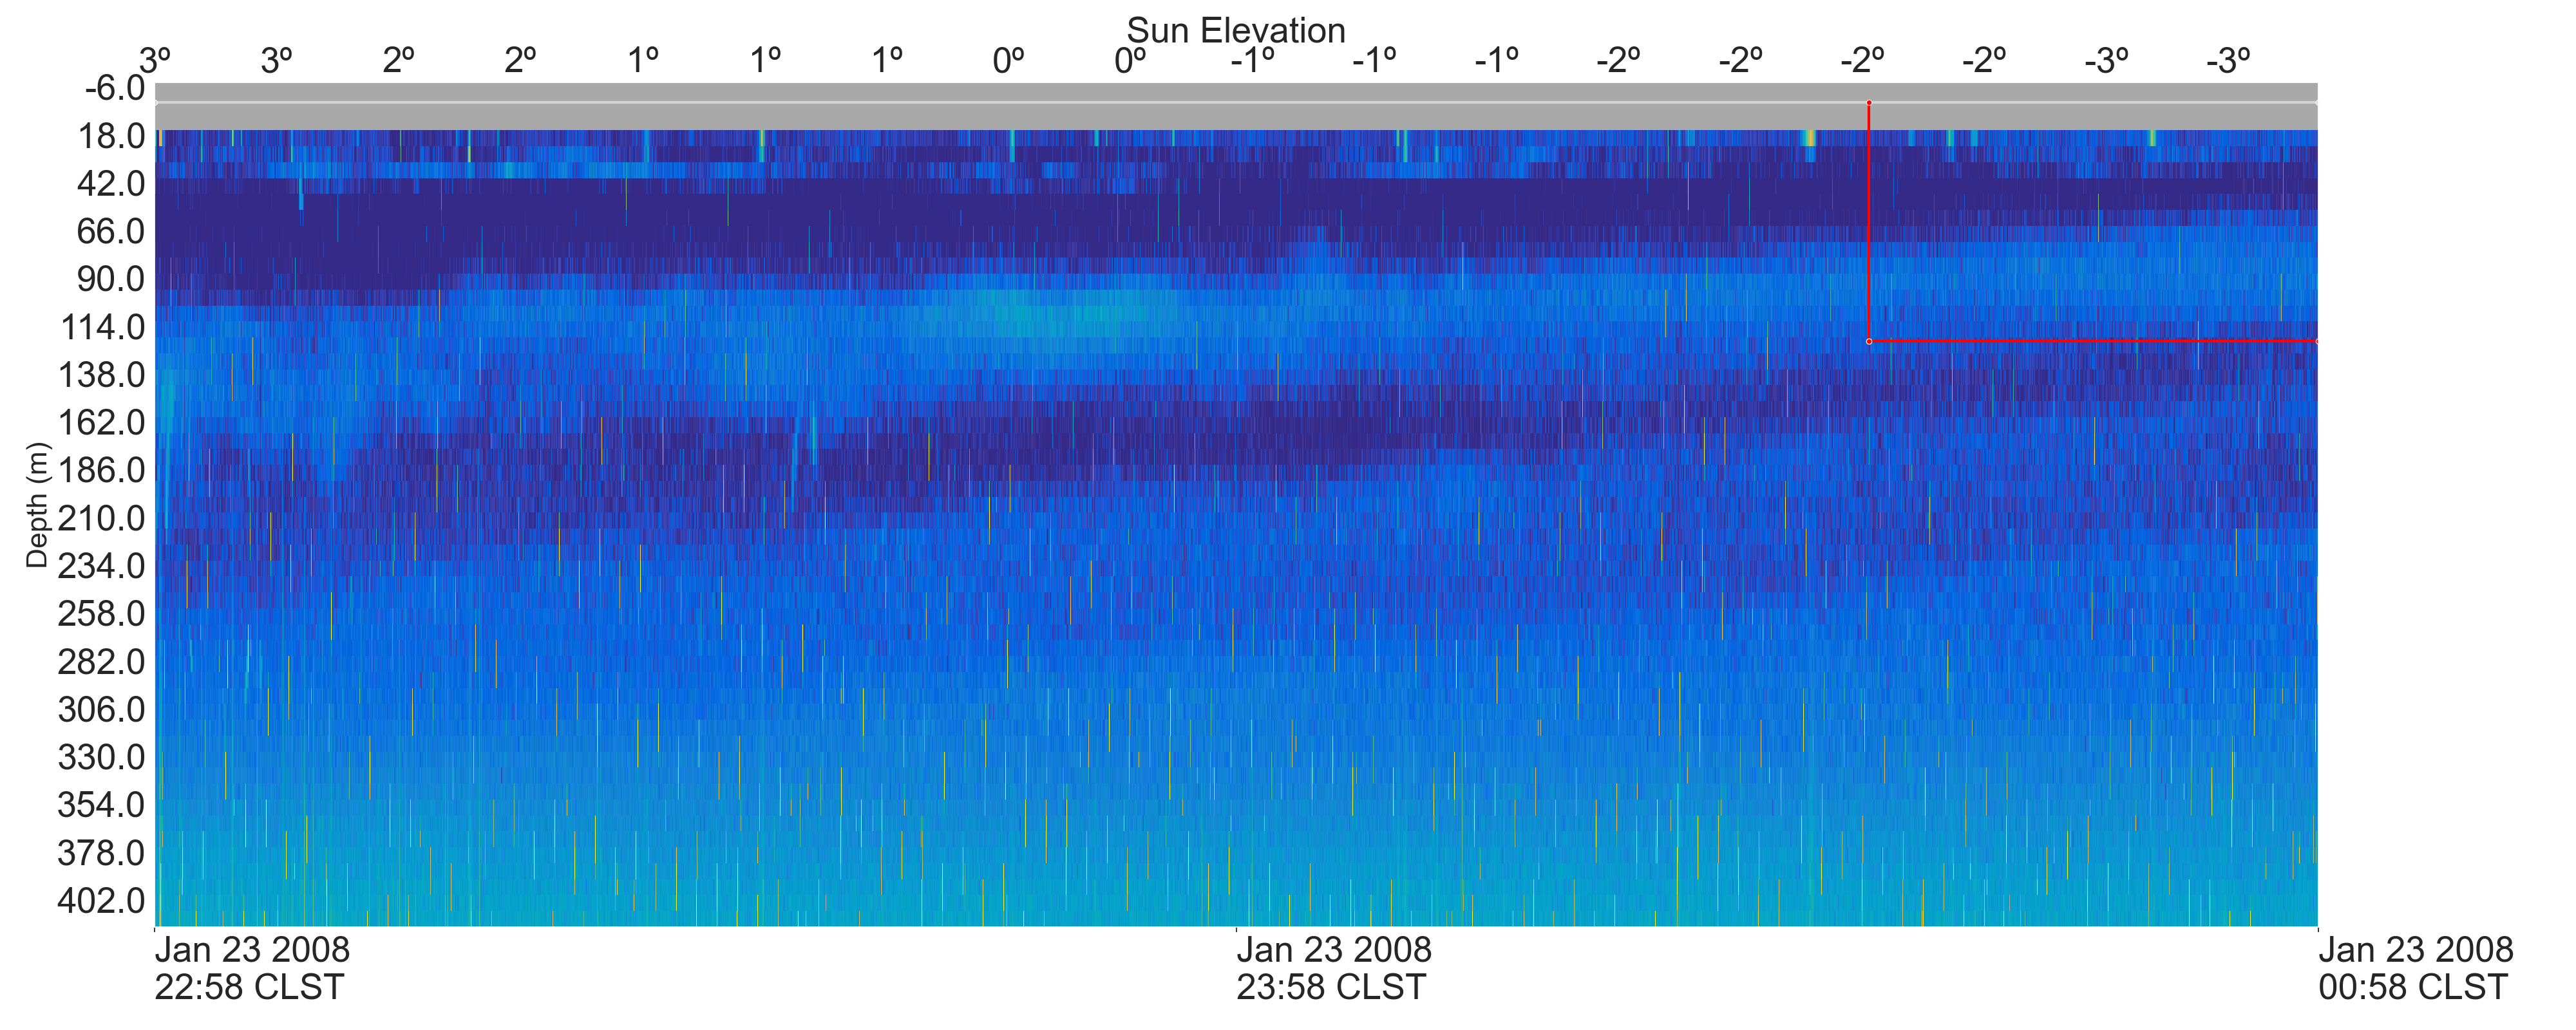 Sun Elevation
3º 3º 2º 2º 1º 1º 1º 0º 0º -1º -1º -1º -2º -2º -2º -2º -3º -3º
-6.0
18.0
42.0
66.0
90.0
114.0
138.0
162.0
186.0
210.0
234.0
258.0
282.0
306.0
330.0
354.0
378.0
402.0
Depth (m)
Jan 23 2008
22:58 CLST
Jan 23 2008
23:58 CLST
Jan 23 2008
00:58 CLST